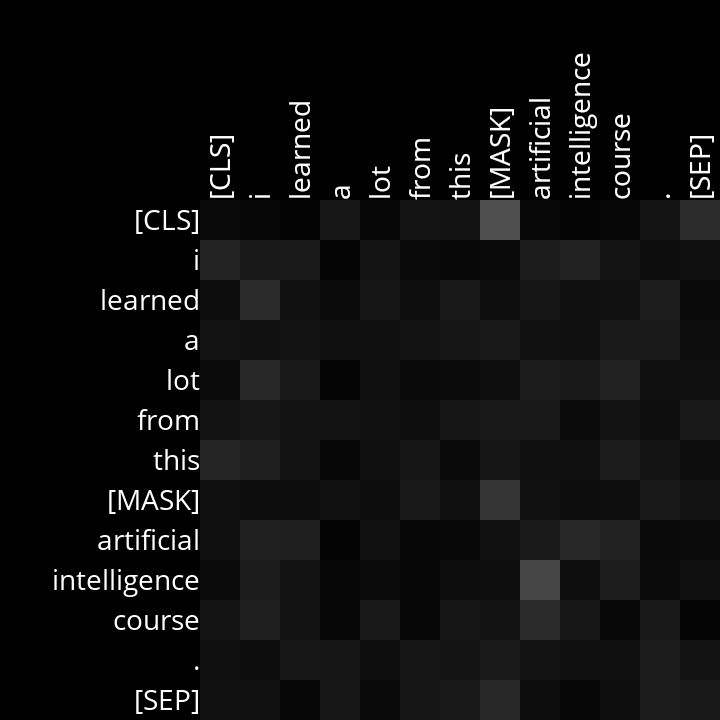 [CLS] i learned a lot from this [MASK] artificial intelligence course . [SEP]
[CLS]
i
learned
a
lot
from
this
[MASK]
artificial
intelligence
course
.
[SEP]